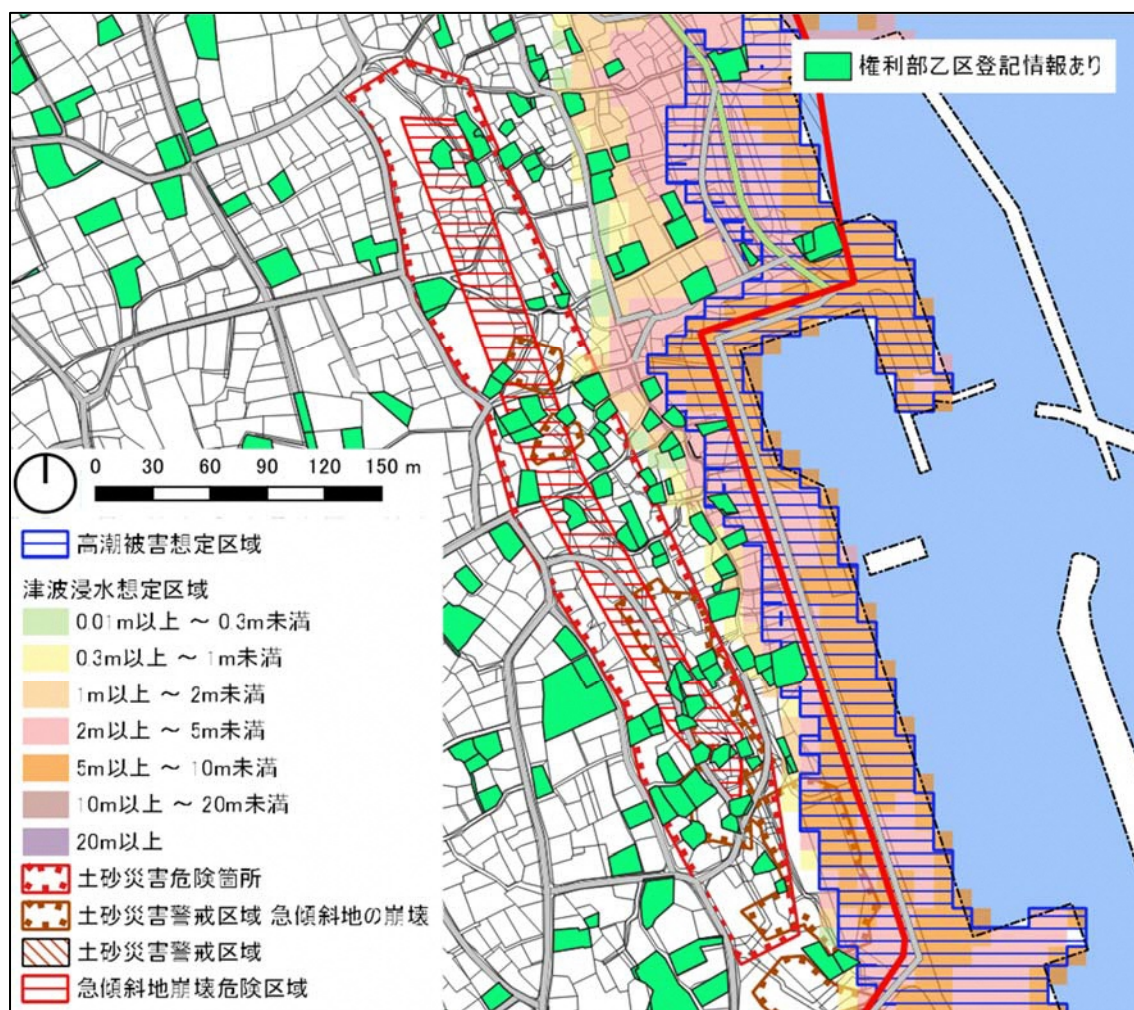 権利部乙区登記情報あり
0 30 60 90 120 150 m
高潮被害想定区域
津波浸水想定区域
0.01m以上 ～ 0.3m未満
0.3m以上 ～ 1m未満
1m以上 ～ 2m未満
2m以上 ～ 5m未満
5m以上 ～ 10m未満
10m以上 ～ 20m未満
20m以上
土砂災害危険箇所
土砂災害警戒区域 急傾斜地の崩壊
土砂災害警戒区域
急傾斜地崩壊危険区域